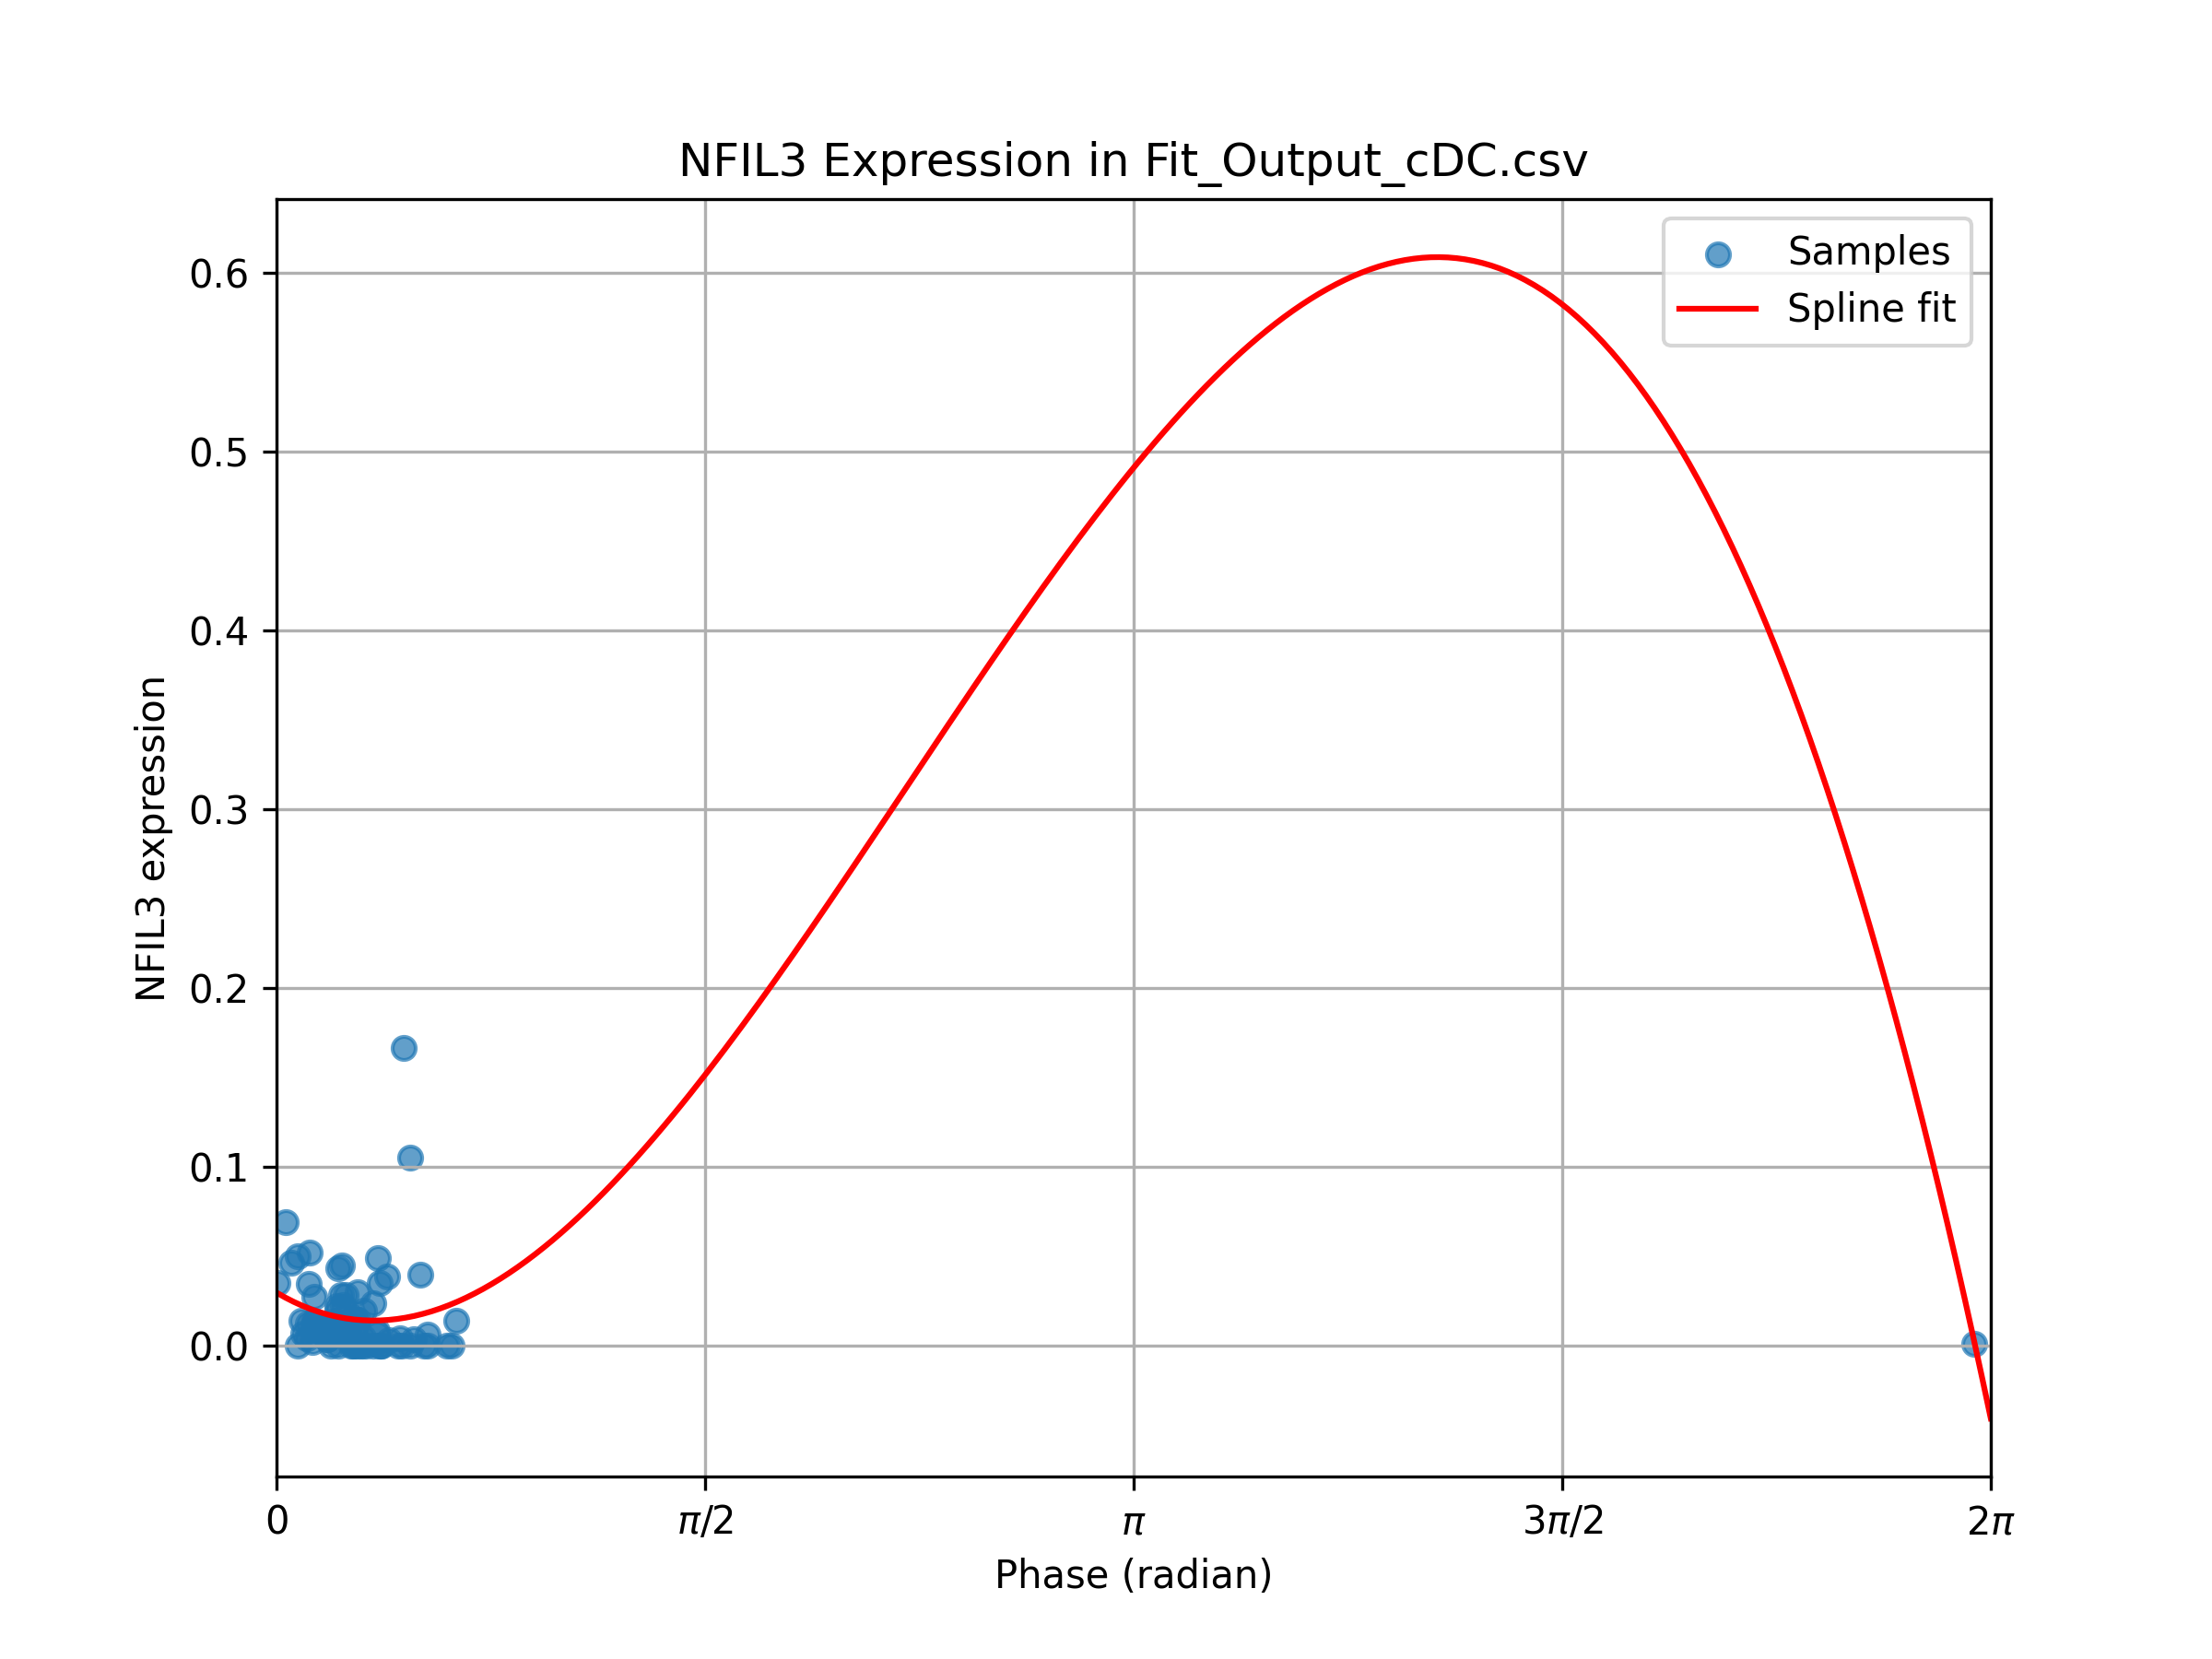 NFIL3 Expression in Fit_Output_cDC.csv
Samples
Spline fit
0.6
0.5
0.4
0.3
0.2
0.1
0.0
NFIL3 expression
0
π/2
π
3π/2
2π
Phase (radian)